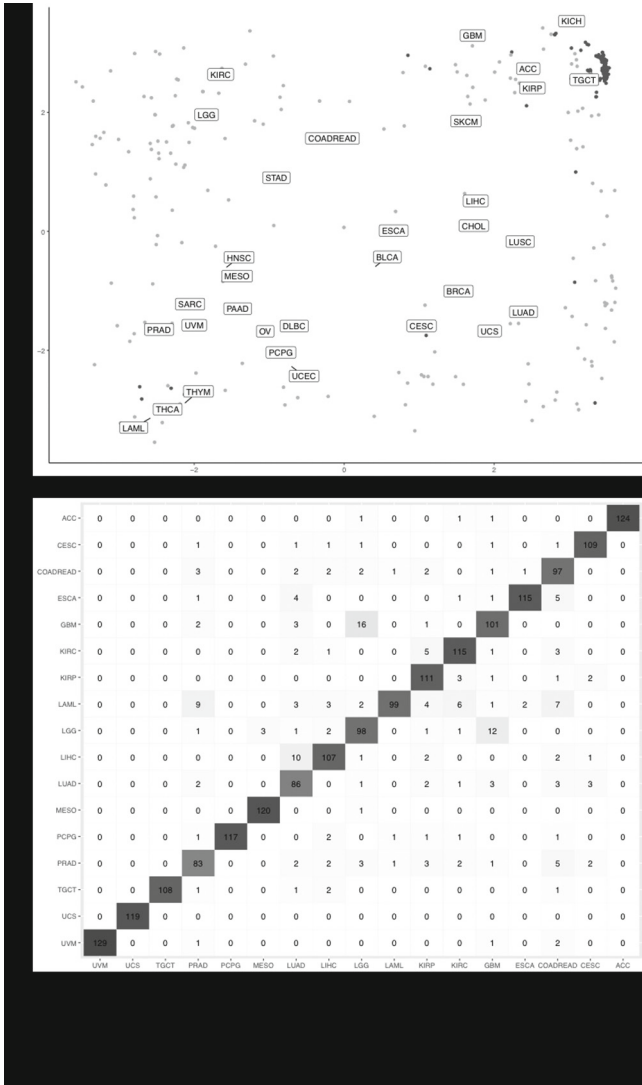 KICH
GBM
ACC
KIRC
TGCT
KIRP
2
LGG
SKCM
COADREAD
STAD
LIHC
CHOL
0
ESCA
LUSC
HNSC
BLCA
MESO
BRCA
SARC
PAAD
LUAD
PRAD
UVM
OV
DLBC
CESC
UCS
−2
PCPG
UCEC
THYM
THCA
LAML
−2 0 2
ACC 0 0 0 0 0 0 0 0 1 0 0 1 1 0 0 0 124
CESC 0 0 0 1 0 0 1 1 1 0 0 0 1 0 1 109 0
COADREAD 0 0 0 3 0 0 2 2 2 1 2 0 1 1 97 0 0
ESCA 0 0 0 1 0 0 4 0 0 0 0 1 1 115 5 0 0
GBM 0 0 0 2 0 0 3 0 16 0 1 0 101 0 0 0 0
KIRC 0 0 0 0 0 0 2 1 0 0 5 115 1 0 3 0 0
KIRP 0 0 0 0 0 0 0 0 0 0 111 3 1 0 1 2 0
LAML 0 0 0 9 0 0 3 3 2 99 4 6 1 2 7 0 0
LGG 0 0 0 1 0 3 1 2 98 0 1 1 12 0 0 0 0
LIHC 0 0 0 0 0 0 10 107 1 0 2 0 0 0 2 1 0
LUAD 0 0 0 2 0 0 86 0 1 0 2 1 3 0 3 3 0
MESO 0 0 0 0 0 120 0 0 1 0 0 0 0 0 0 0 0
PCPG 0 0 0 1 117 0 0 2 0 1 1 1 0 0 1 0 0
PRAD 0 0 0 83 0 0 2 2 3 1 3 2 1 0 5 2 0
TGCT 0 0 108 1 0 0 1 2 0 0 0 0 0 0 1 0 0
UCS 0 119 0 0 0 0 0 0 0 0 0 0 0 0 0 0 0
UVM 129 0 0 1 0 0 0 0 0 0 0 0 1 0 2 0 0
UVM UCS TGCT PRAD PCPG MESO LUAD LIHC LGG LAML KIRP KIRC GBM ESCA COADREAD CESC ACC